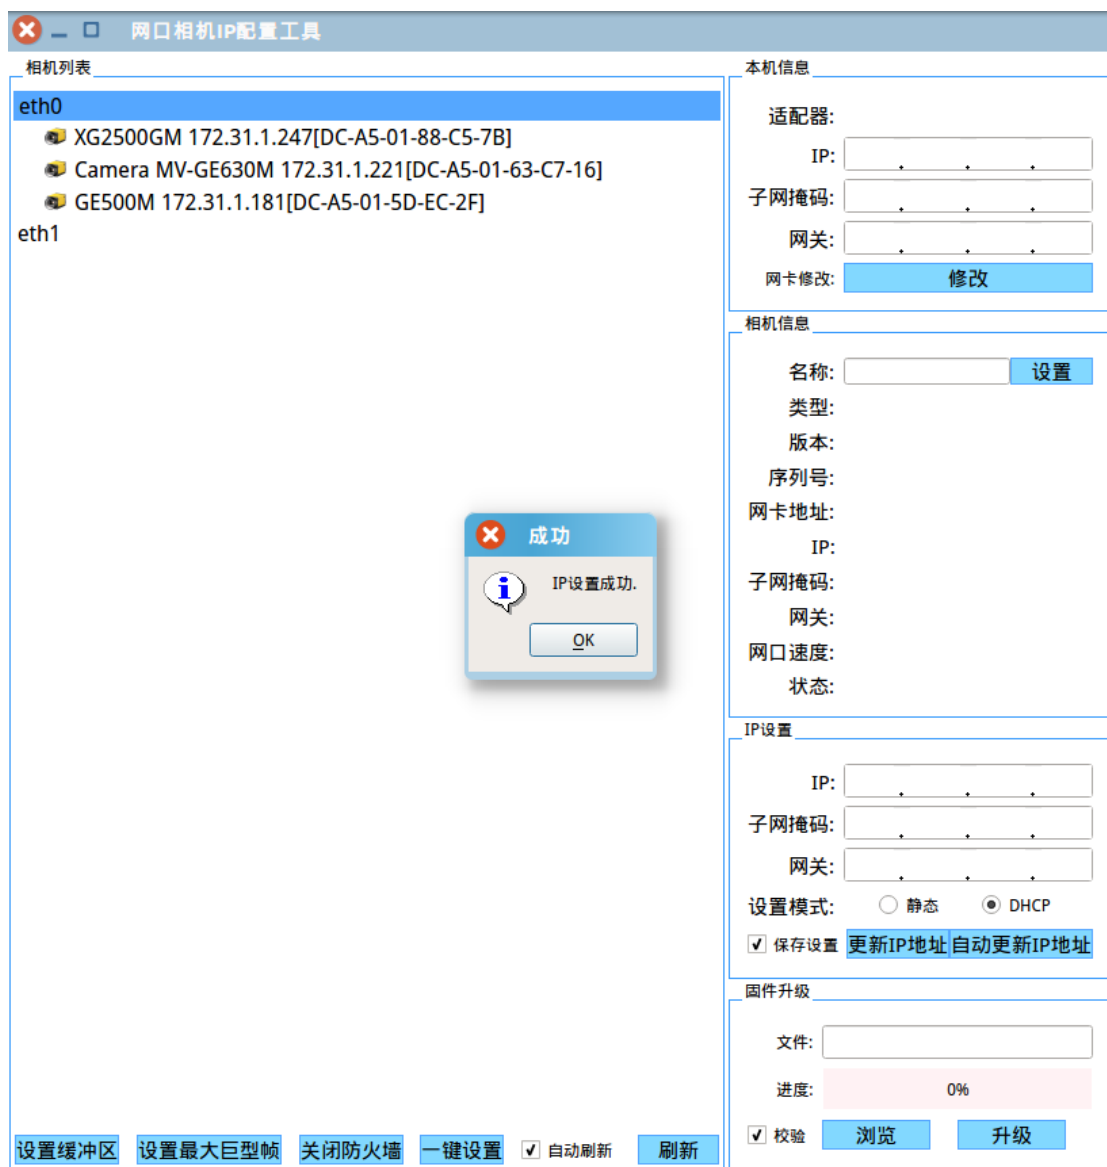 网口相机IP配置工具
相机列表
eth0
XG2500GM 172.31.1.247[DC-A5-01-88-C5-7B]
Camera MV-GE630M 172.31.1.221[DC-A5-01-63-C7-16]
GE500M 172.31.1.181[DC-A5-01-5D-EC-2F]
eth1
成功
IP设置成功.
OK
设置缓冲区 设置最大巨型帧 关闭防火墙 一键设置 自动刷新 刷新
本机信息
适配器:
IP: . . .
子网掩码: . . .
网关: . . .
网卡修改: 修改
相机信息
名称: 设置
类型:
版本:
序列号:
网卡地址:
IP:
子网掩码:
网关:
网口速度:
状态:
IP设置
IP: . . .
子网掩码: . . .
网关: . . .
设置模式: 静态 DHCP
保存设置 更新IP地址 自动更新IP地址
固件升级
文件:
进度: 0%
校验 浏览 升级